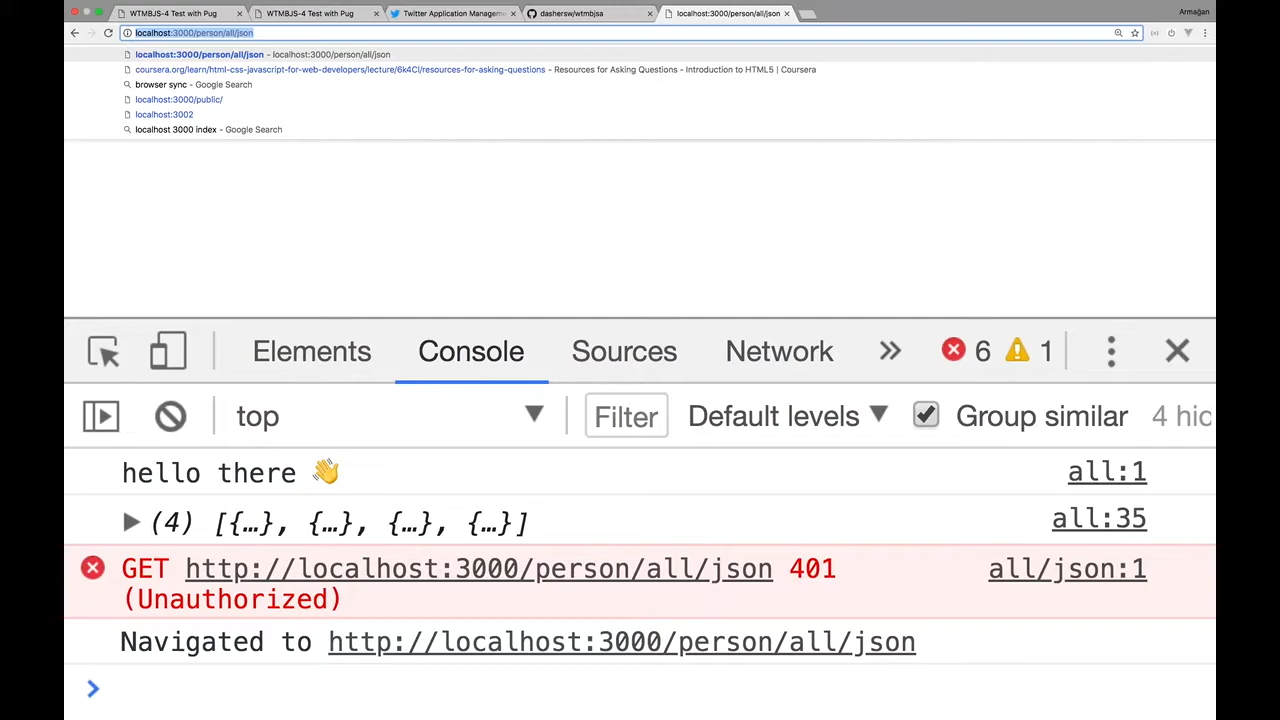 WTMBJS-4 Test with Pug
WTMBJS-4 Test with Pug
Twitter Application Managem
dashersw/wtmbjsa
localhost:3000/person/all/json
Armağan
localhost:3000/person/all/json
localhost:3000/person/all/json - localhost:3000/person/all/json
coursera.org/learn/html-css-javascript-for-web-developers/lecture/6k4Cl/resources-for-asking-questions - Resources for Asking Questions - Introduction to HTML5 | Coursera
browser sync - Google Search
localhost:3000/public/
localhost:3002
localhost 3000 index - Google Search
Elements Console Sources Network » 6 1
top Filter Default levels Group similar 4 hic
hello there 👋 all:1
(4) [{…}, {…}, {…}, {…}] all:35
GET http://localhost:3000/person/all/json 401 all/json:1
(Unauthorized)
Navigated to http://localhost:3000/person/all/json